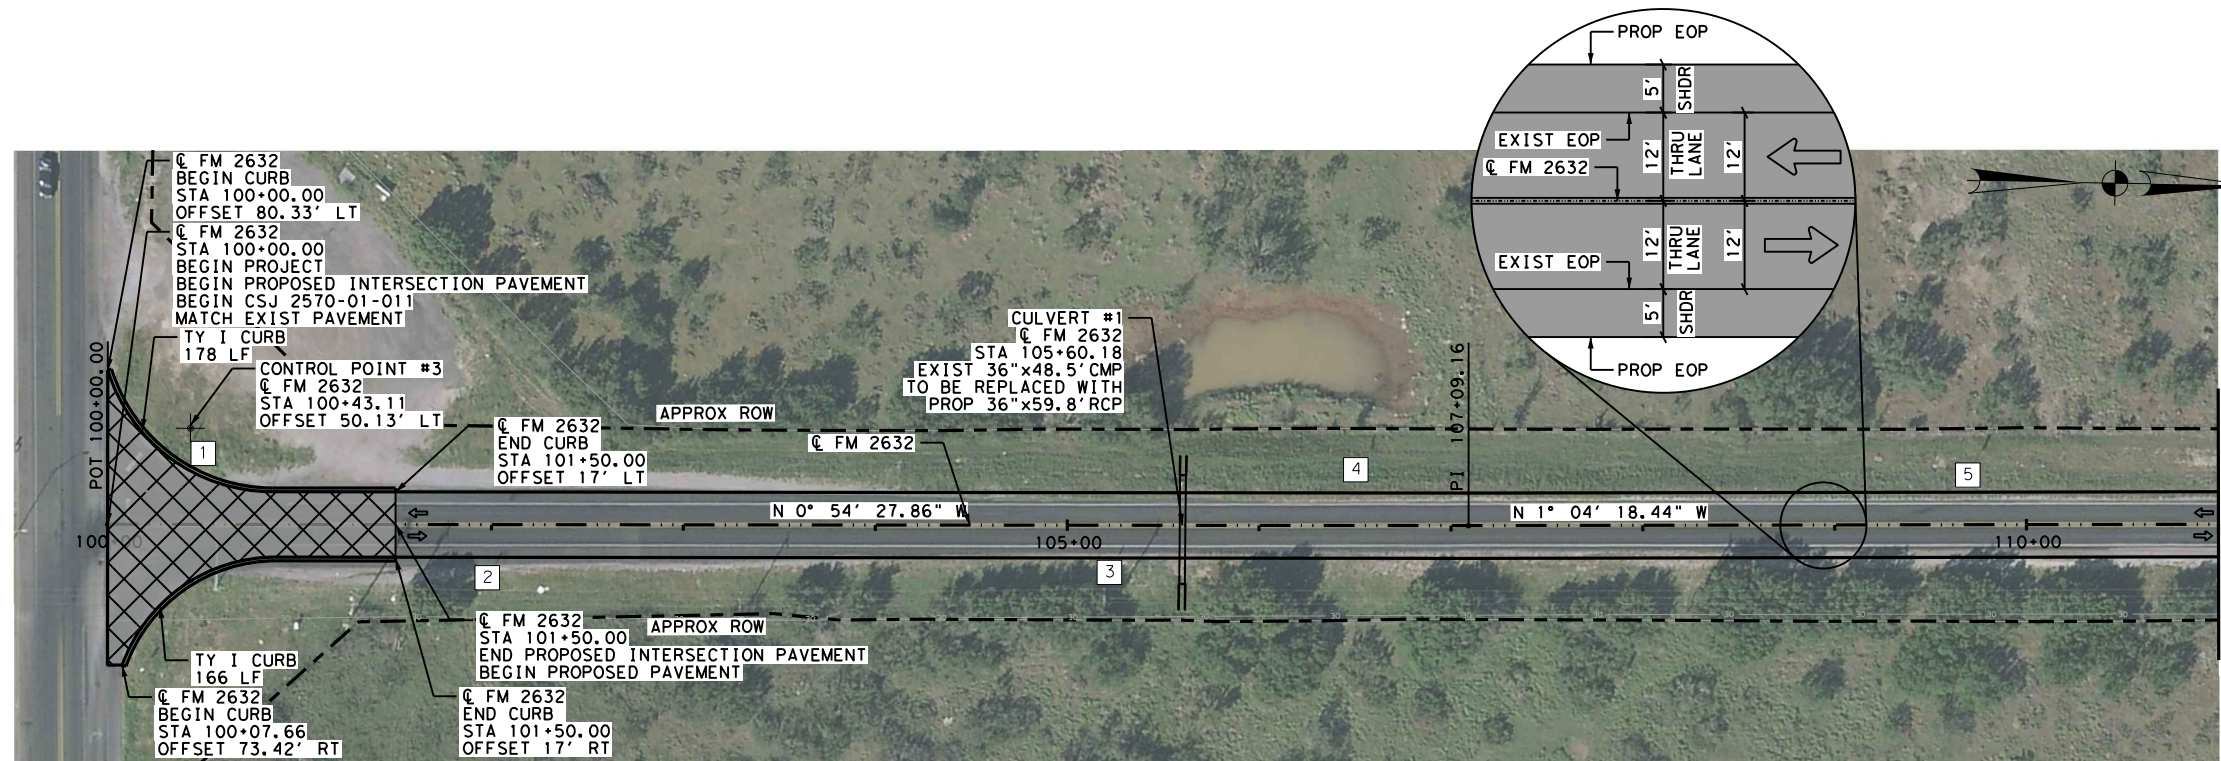 PROP EOP
5'
SHDR
EXIST EOP
12'
THRU
LANE
12'
℄ FM 2632
12'
THRU
LANE
12'
EXIST EOP
5'
SHDR
PROP EOP
℄ FM 2632
BEGIN CURB
STA 100+00.00
OFFSET 80.33' LT
℄ FM 2632
STA 100+00.00
BEGIN PROJECT
BEGIN PROPOSED INTERSECTION PAVEMENT
BEGIN CSJ 2570-01-011
MATCH EXIST PAVEMENT
TY I CURB
178 LF
CONTROL POINT #3
℄ FM 2632
STA 100+43.11
OFFSET 50.13' LT
POT 100+00.00
1
℄ FM 2632
END CURB
STA 101+50.00
OFFSET 17' LT
APPROX ROW
℄ FM 2632
CULVERT #1
℄ FM 2632
STA 105+60.18
EXIST 36"x48.5'CMP
TO BE REPLACED WITH
PROP 36"x59.8'RCP
PI 107+09.16
4
5
N 0° 54' 27.86" W
N 1° 04' 18.44" W
100+00
105+00
110+00
2
3
℄ FM 2632
STA 101+50.00
END PROPOSED INTERSECTION PAVEMENT
BEGIN PROPOSED PAVEMENT
APPROX ROW
TY I CURB
166 LF
℄ FM 2632
BEGIN CURB
STA 100+07.66
OFFSET 73.42' RT
℄ FM 2632
END CURB
STA 101+50.00
OFFSET 17' RT